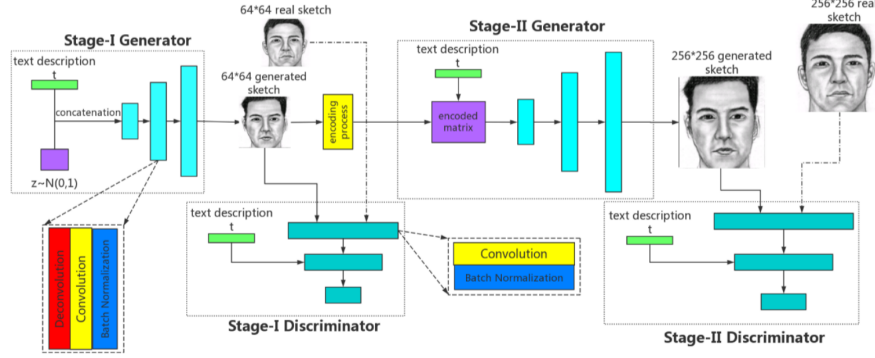 256*256 real
sketch
64*64 real sketch
Stage-II Generator
Stage-I Generator
text description
t
concatenation
z~N(0,1)
64*64 generated
sketch
encoding
process
text description
t
encoded
matrix
256*256 generated
sketch
Deconvolution
Convolution
Batch Normalization
text description
t
Stage-I Discriminator
Convolution
Batch Normalization
text description
t
Stage-II Discriminator